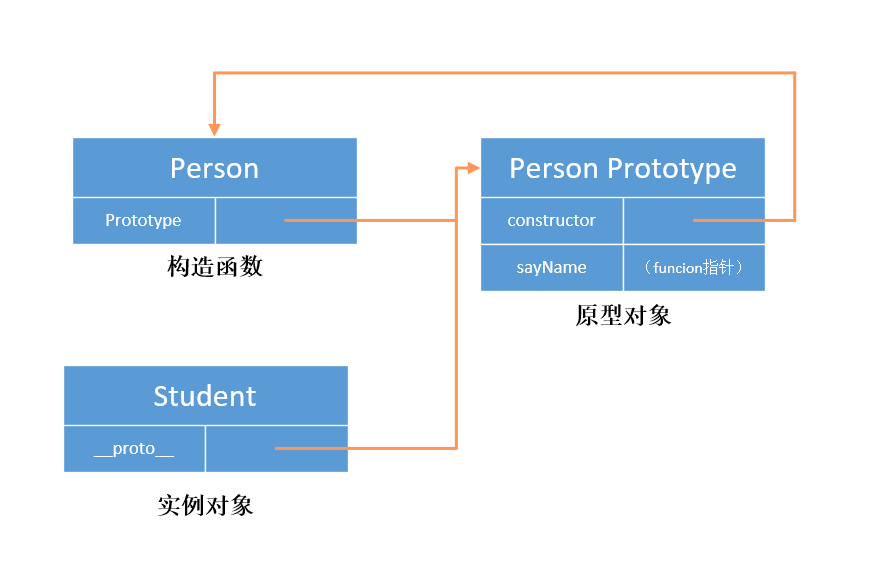 Person
Prototype
构造函数
Person Prototype
constructor
sayName
（funcion指针）
原型对象
Student
__proto__
实例对象